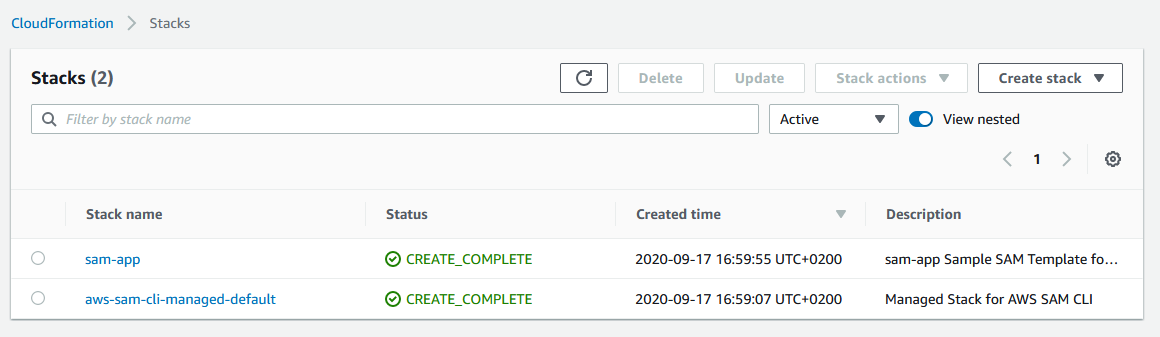 CloudFormation > Stacks
Stacks (2)
Delete
Update
Stack actions
Create stack
Filter by stack name
Active
View nested
1
Stack name Status Created time Description
sam-app CREATE_COMPLETE 2020-09-17 16:59:55 UTC+0200 sam-app Sample SAM Template fo...
aws-sam-cli-managed-default CREATE_COMPLETE 2020-09-17 16:59:07 UTC+0200 Managed Stack for AWS SAM CLI